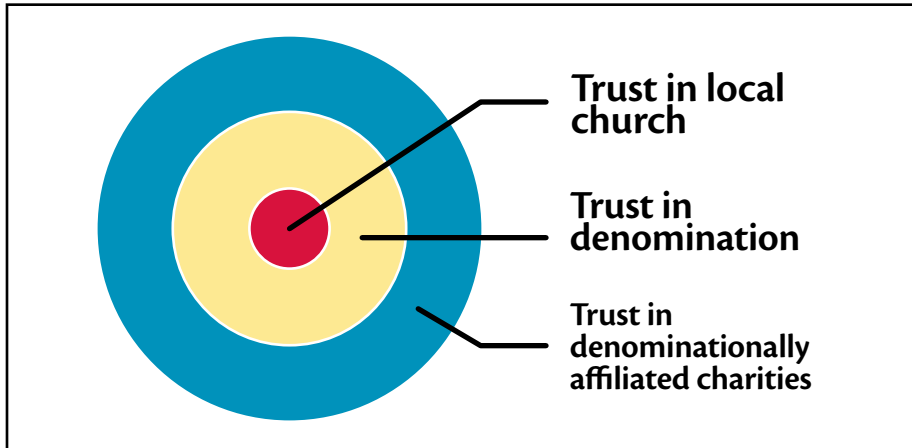 Trust in local
church
Trust in
denomination
Trust in
denominationally
affiliated charities